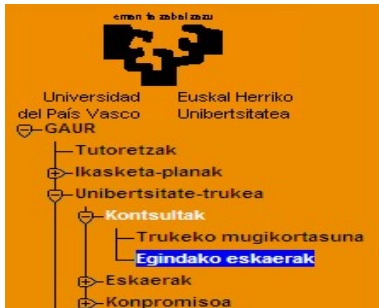 eman ta zabal zazu
Universidad Euskal Herriko
del País Vasco Unibertsitatea
GAUR
Tutoretzak
Ikasketa-planak
Unibertsitate-trukea
Kontsultak
Trukeko mugikortasuna
Egindako eskaerak
Eskaerak
Konpromisoa